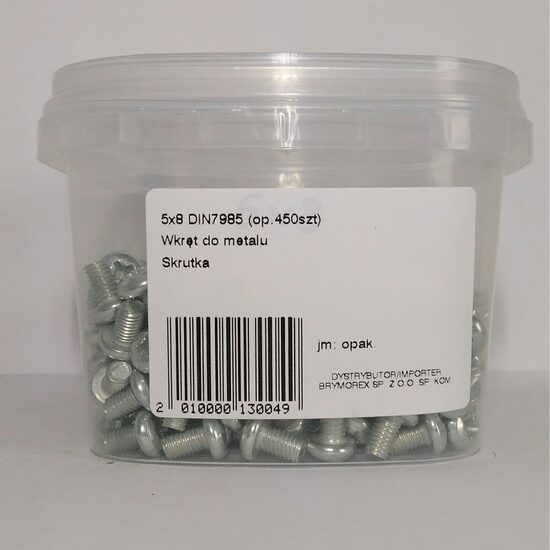 5x8 DIN7985 (op.450szt)
Wkręt do metalu
Skrutka
jm: opak.
DYSTRYBUTOR/IMPORTER
BRYMOREX SP. Z O.O. SP. KOM.
2 010000 130049